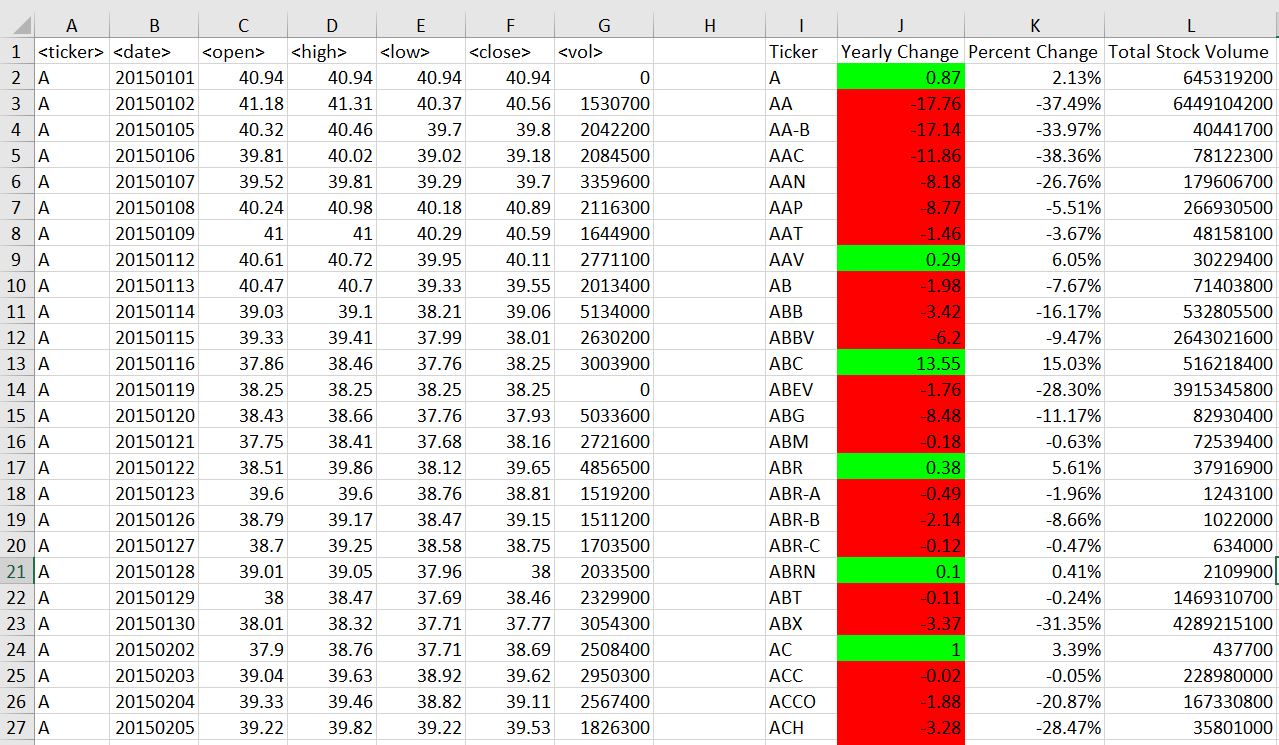 A B C D E F G H I J K L
1 <ticker> <date> <open> <high> <low> <close> <vol> Ticker Yearly Change Percent Change Total Stock Volume
2 A 20150101 40.94 40.94 40.94 40.94 0 A 0.87 2.13% 645319200
3 A 20150102 41.18 41.31 40.37 40.56 1530700 AA -17.76 -37.49% 6449104200
4 A 20150105 40.32 40.46 39.7 39.8 2042200 AA-B -17.14 -33.97% 40441700
5 A 20150106 39.81 40.02 39.02 39.18 2084500 AAC -11.86 -38.36% 78122300
6 A 20150107 39.52 39.81 39.29 39.7 3359600 AAN -8.18 -26.76% 179606700
7 A 20150108 40.24 40.98 40.18 40.89 2116300 AAP -8.77 -5.51% 266930500
8 A 20150109 41 41 40.29 40.59 1644900 AAT -1.46 -3.67% 48158100
9 A 20150112 40.61 40.72 39.95 40.11 2771100 AAV 0.29 6.05% 30229400
10 A 20150113 40.47 40.7 39.33 39.55 2013400 AB -1.98 -7.67% 71403800
11 A 20150114 39.03 39.1 38.21 39.06 5134000 ABB -3.42 -16.17% 532805500
12 A 20150115 39.33 39.41 37.99 38.01 2630200 ABBV -6.2 -9.47% 2643021600
13 A 20150116 37.86 38.46 37.76 38.25 3003900 ABC 13.55 15.03% 516218400
14 A 20150119 38.25 38.25 38.25 38.25 0 ABEV -1.76 -28.30% 3915345800
15 A 20150120 38.43 38.66 37.76 37.93 5033600 ABG -8.48 -11.17% 82930400
16 A 20150121 37.75 38.41 37.68 38.16 2721600 ABM -0.18 -0.63% 72539400
17 A 20150122 38.51 39.86 38.12 39.65 4856500 ABR 0.38 5.61% 37916900
18 A 20150123 39.6 39.6 38.76 38.81 1519200 ABR-A -0.49 -1.96% 1243100
19 A 20150126 38.79 39.17 38.47 39.15 1511200 ABR-B -2.14 -8.66% 1022000
20 A 20150127 38.7 39.25 38.58 38.75 1703500 ABR-C -0.12 -0.47% 634000
21 A 20150128 39.01 39.05 37.96 38 2033500 ABRN 0.1 0.41% 2109900
22 A 20150129 38 38.47 37.69 38.46 2329900 ABT -0.11 -0.24% 1469310700
23 A 20150130 38.01 38.32 37.71 37.77 3054300 ABX -3.37 -31.35% 4289215100
24 A 20150202 37.9 38.76 37.71 38.69 2508400 AC 1 3.39% 437700
25 A 20150203 39.04 39.63 38.92 39.62 2950300 ACC -0.02 -0.05% 228980000
26 A 20150204 39.33 39.46 38.82 39.11 2567400 ACCO -1.88 -20.87% 167330800
27 A 20150205 39.22 39.82 39.22 39.53 1826300 ACH -3.28 -28.47% 35801000